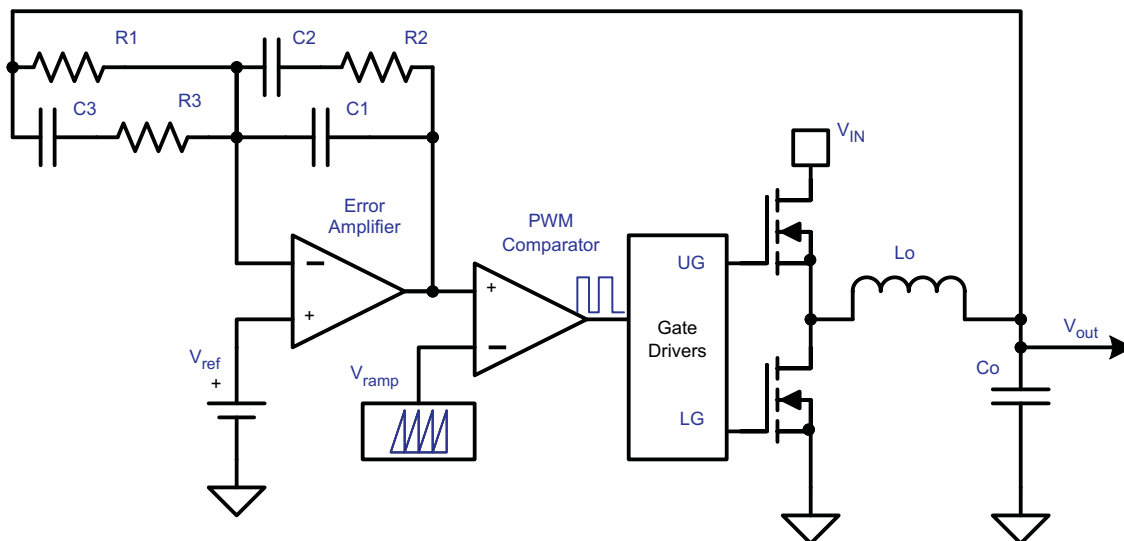 R1
C2
R2
C3
R3
C1
V_IN
Error
Amplifier
PWM
Comparator
UG
Lo
−
+
+
−
Gate
Drivers
V_out
V_ref
+
V_ramp
Co
LG